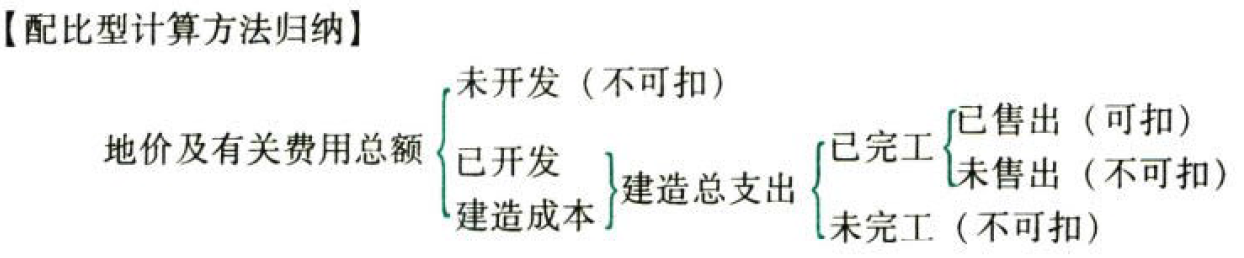 【配比型计算方法归纳】
未开发（不可扣）
地价及有关费用总额
已开发
建造成本
建造总支出
已完工
已售出（可扣）
未售出（不可扣）
未完工（不可扣）